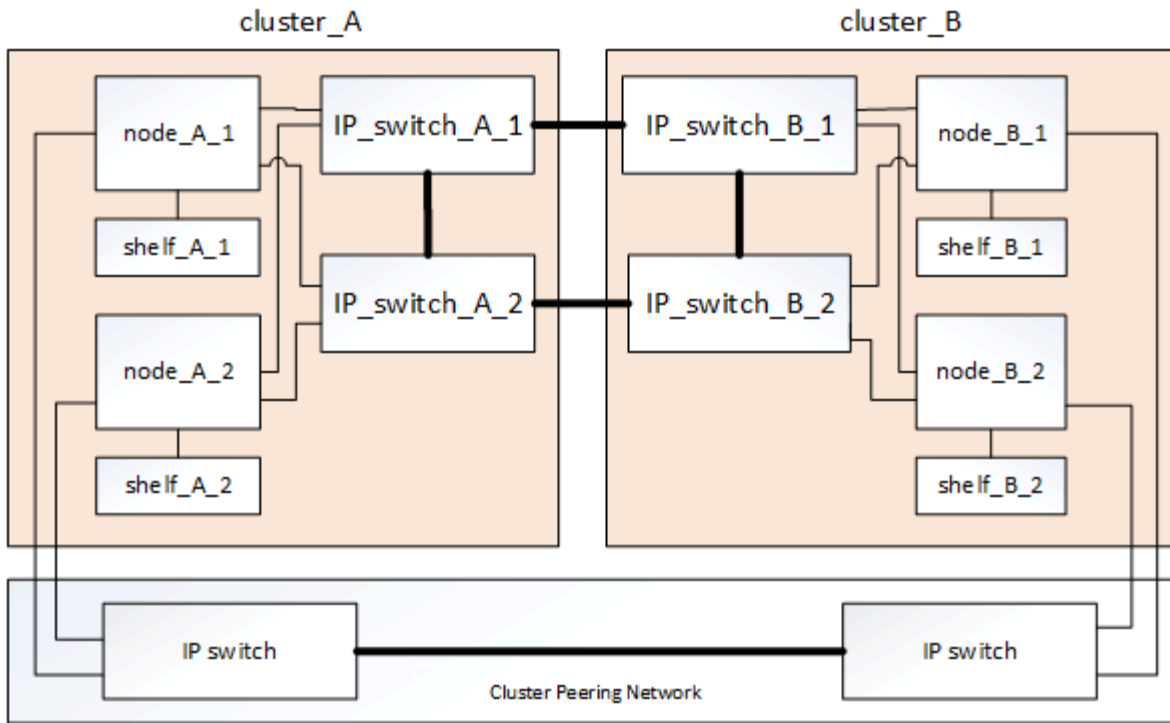 cluster_A
cluster_B
node_A_1
IP_switch_A_1
IP_switch_B_1
node_B_1
shelf_A_1
shelf_B_1
IP_switch_A_2
IP_switch_B_2
node_A_2
node_B_2
shelf_A_2
shelf_B_2
IP switch
IP switch
Cluster Peering Network